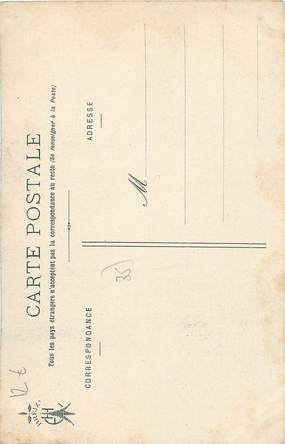 CARTE POSTALE
Tous les pays étrangers n'acceptent pas la correspondance au recto (Se renseigner à la Poste)
CORRESPONDANCE
ADRESSE
M
35
12 €